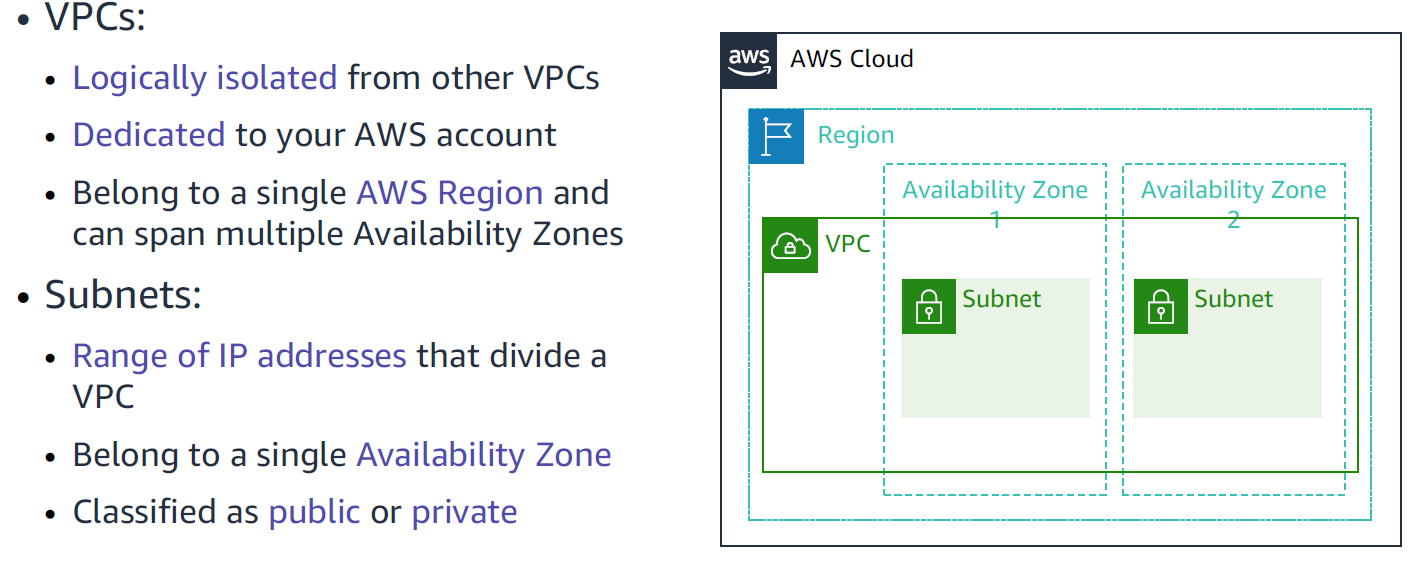 • VPCs:
• Logically isolated from other VPCs
• Dedicated to your AWS account
• Belong to a single AWS Region and
can span multiple Availability Zones
• Subnets:
• Range of IP addresses that divide a
VPC
• Belong to a single Availability Zone
• Classified as public or private
aws
AWS Cloud
Region
Availability Zone
1
Availability Zone
2
VPC
Subnet
Subnet